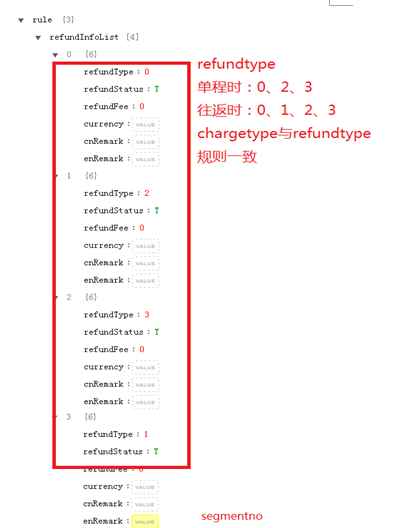 rule {3}
refundInfoList [4]
0 {6}
refundType : 0
refundStatus : T
refundFee : 0
currency : VALUE
cnRemark : VALUE
enRemark : VALUE
1 {6}
refundType : 2
refundStatus : T
refundFee : 0
currency : VALUE
cnRemark : VALUE
enRemark : VALUE
2 {6}
refundType : 3
refundStatus : T
refundFee : 0
currency : VALUE
cnRemark : VALUE
enRemark : VALUE
3 {6}
refundType : 1
refundStatus : T
refundFee : 0
currency : VALUE
cnRemark : VALUE
enRemark : VALUE
refundtype
单程时：0、2、3
往返时：0、1、2、3
chargetype与refundtype
规则一致
segmentno